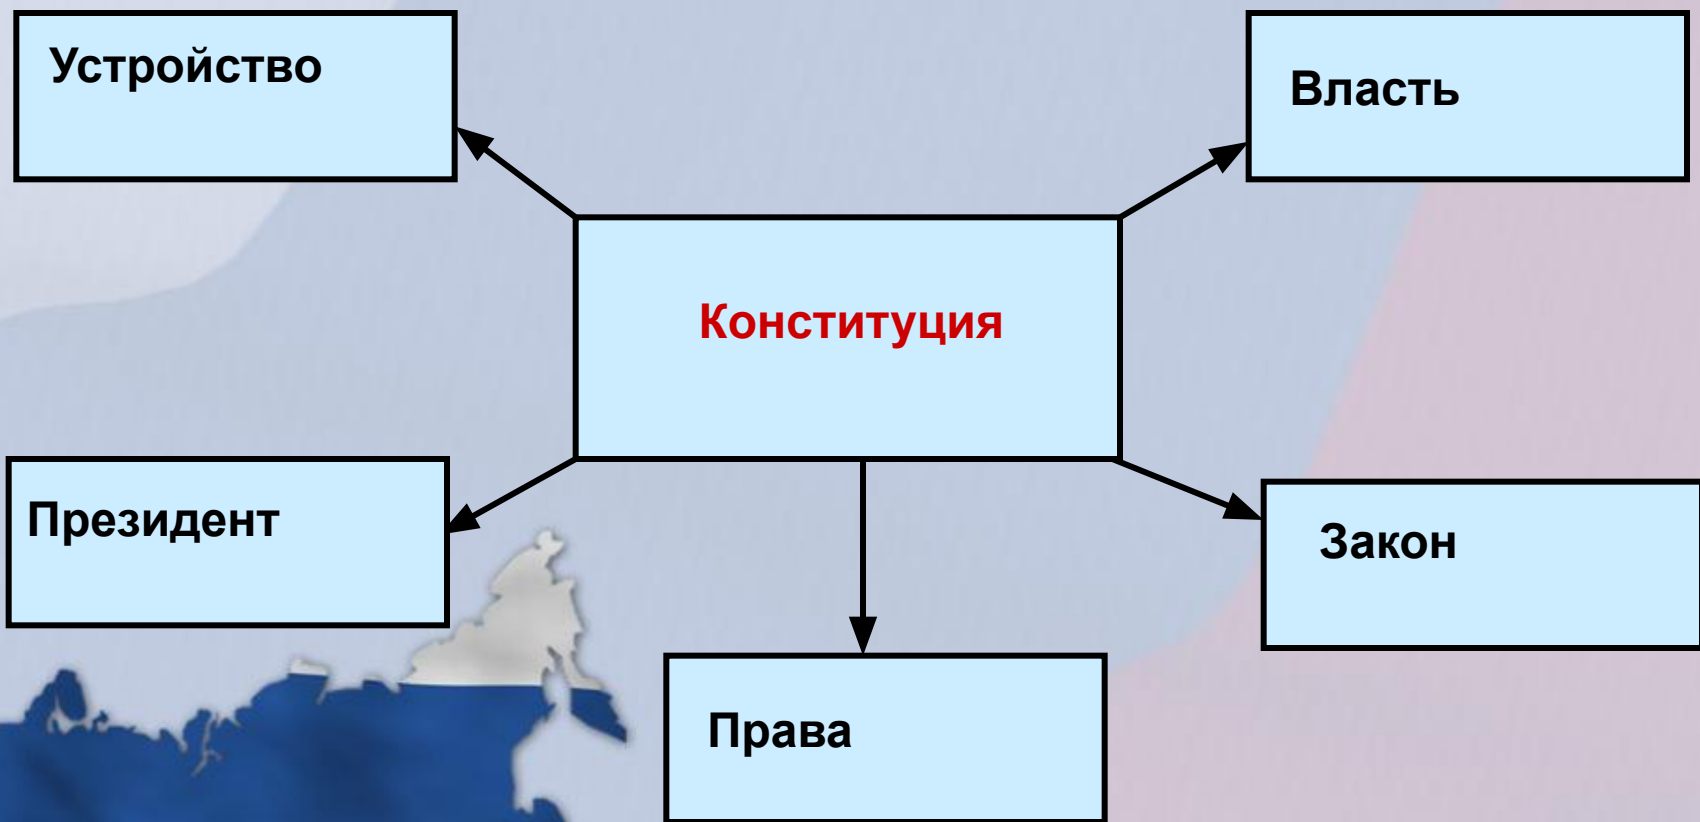 Устройство
Власть
Конституция
Президент
Закон
Права